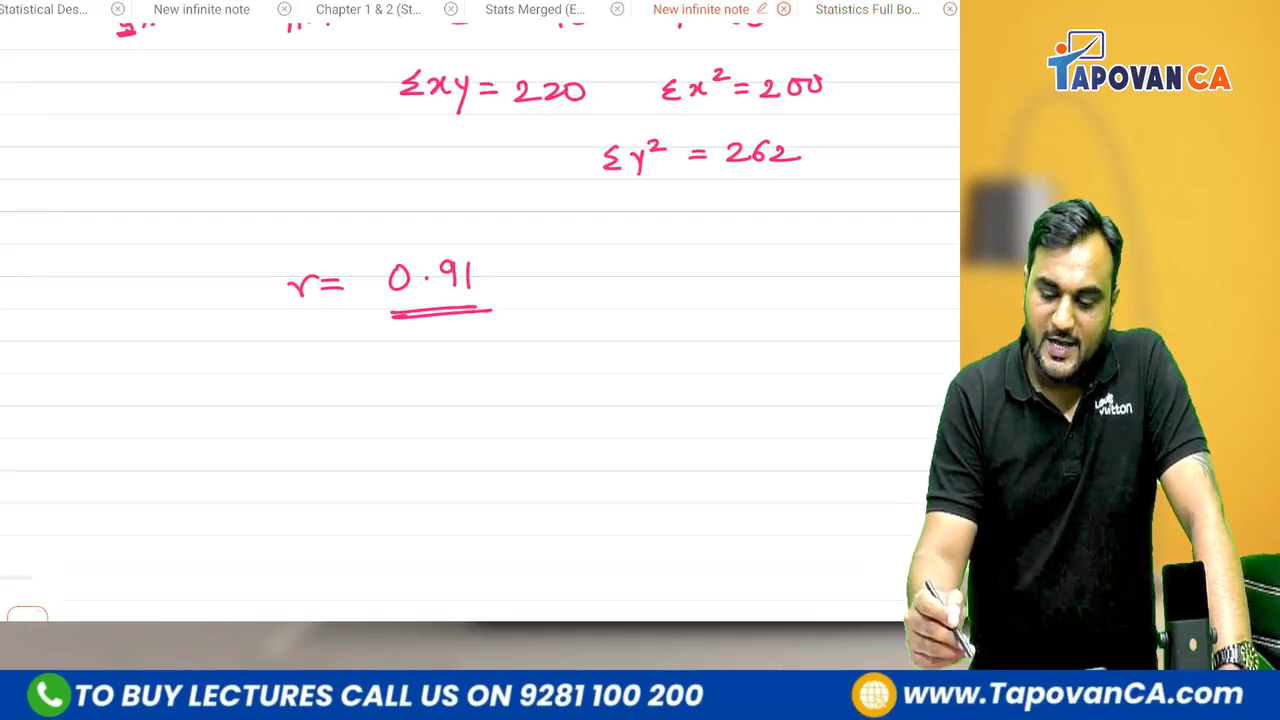 Statistical Des... New infinite note Chapter 1 & 2 (St... Stats Merged (E... New infinite note Statistics Full Bo...
TAPOVAN CA
Σxy = 220 Σx² = 200
Σy² = 262
r = 0.91
Louis
Vuitton
TO BUY LECTURES CALL US ON 9281 100 200 www.TapovanCA.com